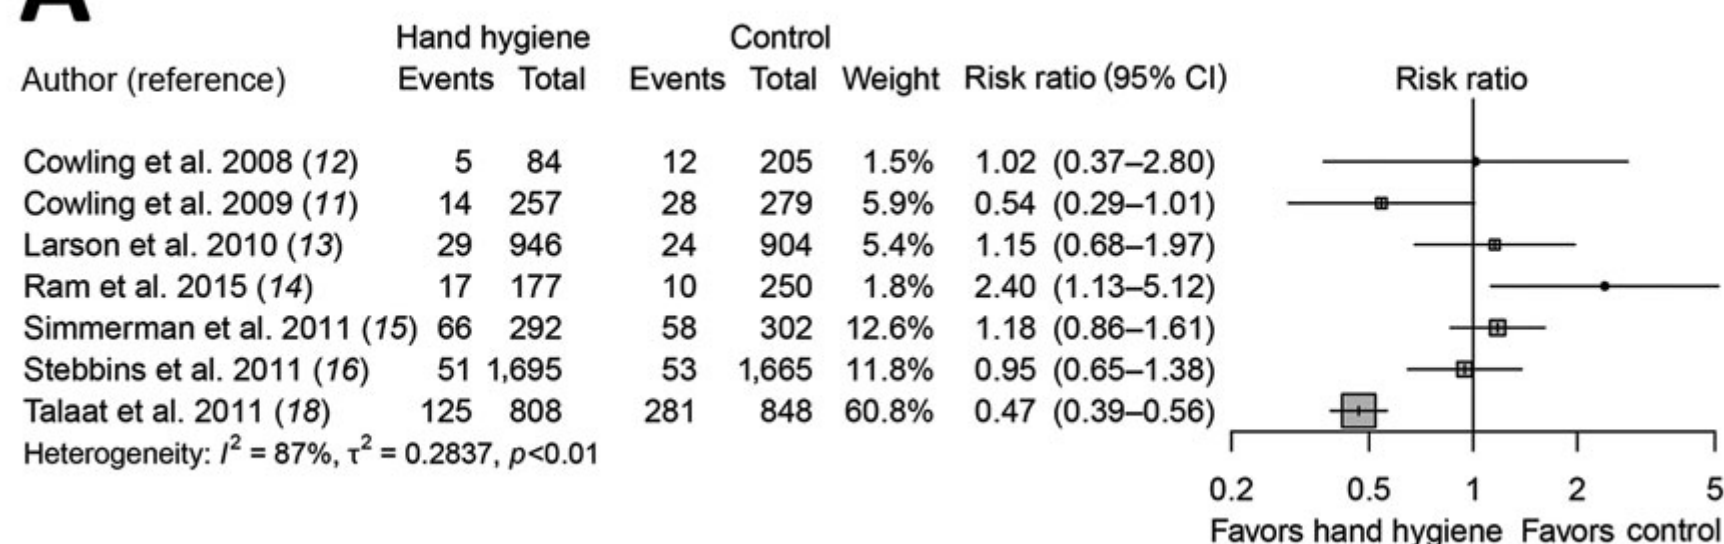 A
Hand hygiene Control
Author (reference) Events Total Events Total Weight Risk ratio (95% CI) Risk ratio
Cowling et al. 2008 (12) 5 84 12 205 1.5% 1.02 (0.37–2.80)
Cowling et al. 2009 (11) 14 257 28 279 5.9% 0.54 (0.29–1.01)
Larson et al. 2010 (13) 29 946 24 904 5.4% 1.15 (0.68–1.97)
Ram et al. 2015 (14) 17 177 10 250 1.8% 2.40 (1.13–5.12)
Simmerman et al. 2011 (15) 66 292 58 302 12.6% 1.18 (0.86–1.61)
Stebbins et al. 2011 (16) 51 1,695 53 1,665 11.8% 0.95 (0.65–1.38)
Talaat et al. 2011 (18) 125 808 281 848 60.8% 0.47 (0.39–0.56)
Heterogeneity: I² = 87%, τ² = 0.2837, p<0.01
0.2 0.5 1 2 5
Favors hand hygiene Favors control